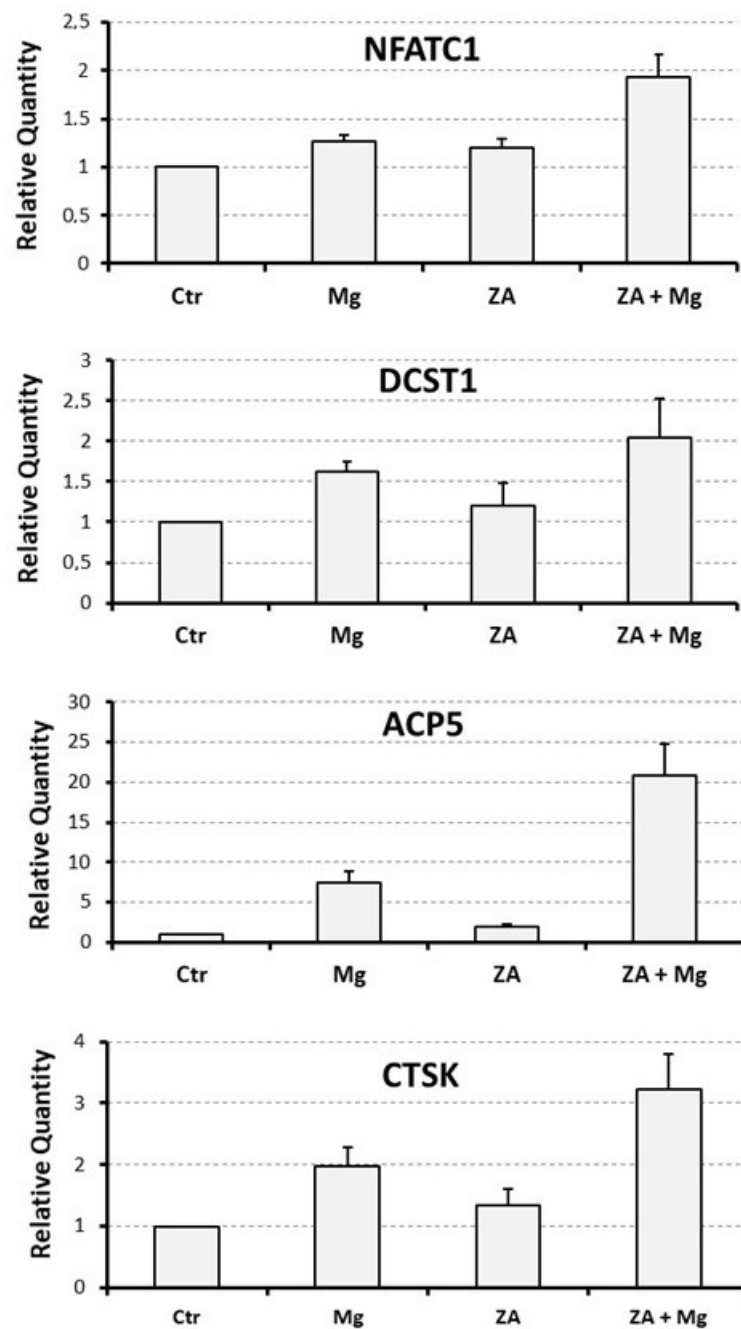 NFATC1
Relative Quantity
2,5
2
1.5
1
0,5
0
Ctr Mg ZA ZA + Mg
DCST1
Relative Quantity
3
2,5
2
1.5
1
0,5
0
Ctr Mg ZA ZA + Mg
ACP5
Relative Quantity
30
25
20
15
10
5
0
Ctr Mg ZA ZA + Mg
CTSK
Relative Quantity
4
3
2
1
0
Ctr Mg ZA ZA + Mg